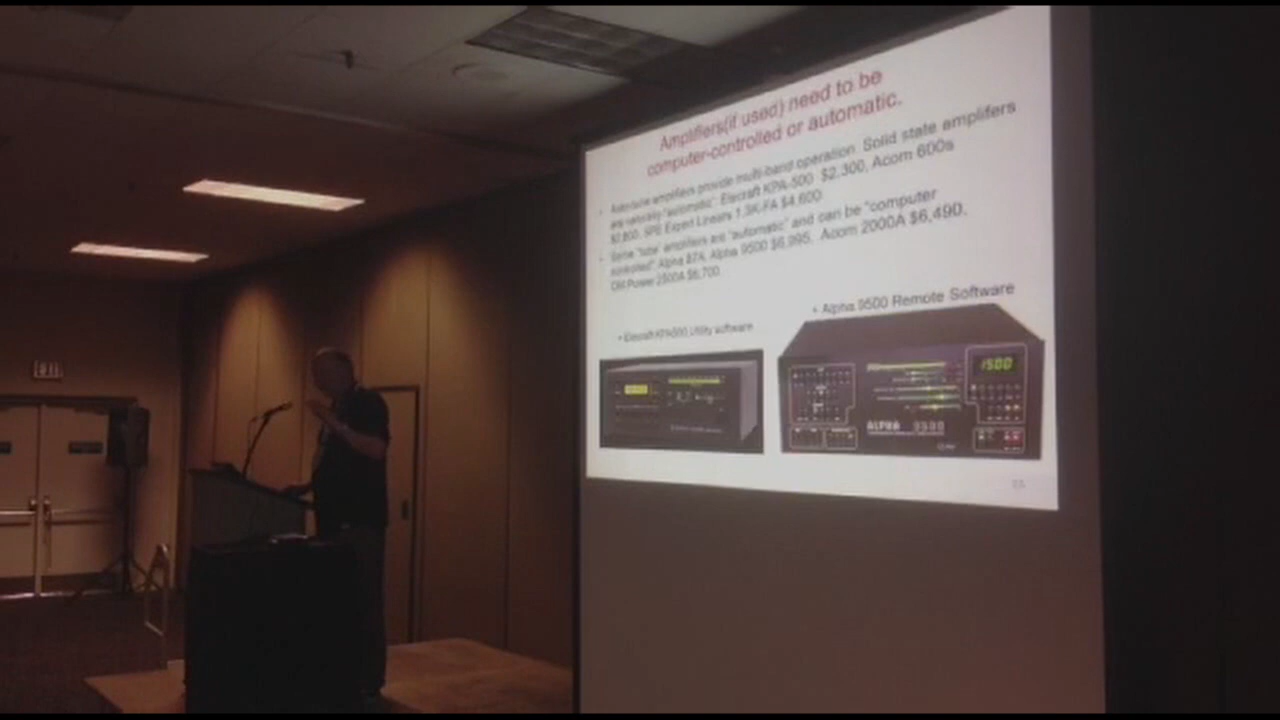 Amplifiers(if used) need to be
computer-controlled or automatic.
amplifiers provide multi-band operation. Solid state amplifiers
are naturally "automatic": Elecraft KPA-500 $2,300, Acom 600s
$2,800, SPE Expert Linears 1.3K-FA $4,600
Some "tube" amplifiers are "automatic" and can be "computer
controlled" Alpha 87A, Alpha 9500 $6,995, Acom 2000A $6,490,
OM Power 2500A $6,700
• Elecraft KPA500 Utility software
• Alpha 9500 Remote Software
1500
ALPHA 9500
EXIT